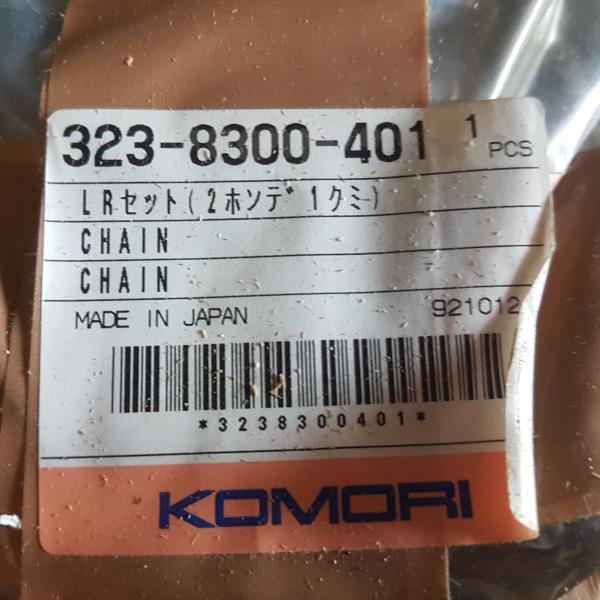 323-8300-401 1 PCS
LRセット(2ホンデ゛1クミ)
CHAIN
CHAIN
MADE IN JAPAN 921012
*3238300401*
KOMORI